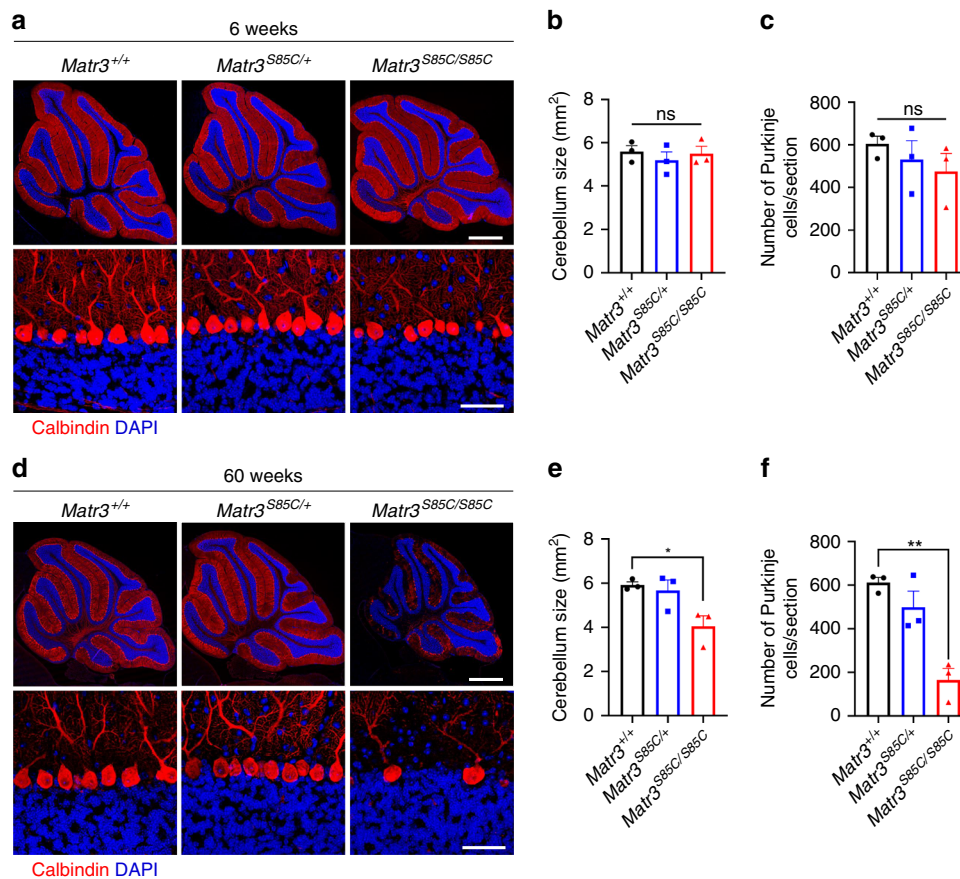 a
6 weeks
Matr3+/+ Matr3S85C/+ Matr3S85C/S85C
Calbindin DAPI
b
Cerebellum size (mm2)
8
6
4
2
0
ns
Matr3+/+
Matr3S85C/+
Matr3S85C/S85C
c
Number of Purkinje
cells/section
800
600
400
200
0
ns
Matr3+/+
Matr3S85C/+
Matr3S85C/S85C
d
60 weeks
Matr3+/+ Matr3S85C/+ Matr3S85C/S85C
Calbindin DAPI
e
Cerebellum size (mm2)
8
6
4
2
0
*
Matr3+/+
Matr3S85C/+
Matr3S85C/S85C
f
Number of Purkinje
cells/section
800
600
400
200
0
**
Matr3+/+
Matr3S85C/+
Matr3S85C/S85C